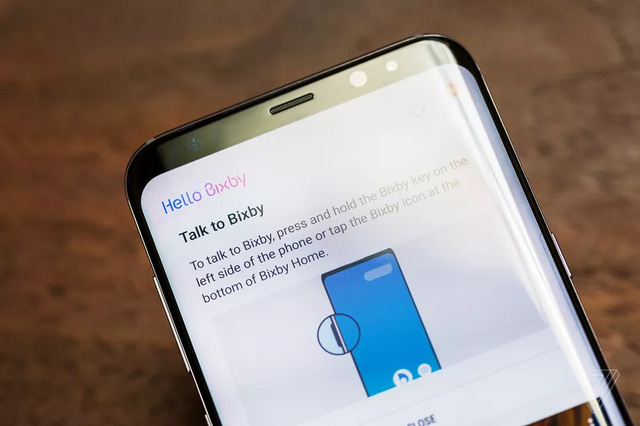 Hello Bixby
Talk to Bixby
To talk to Bixby, press and hold the Bixby key on the
left side of the phone or tap the Bixby icon at the
bottom of Bixby Home.
CLOSE